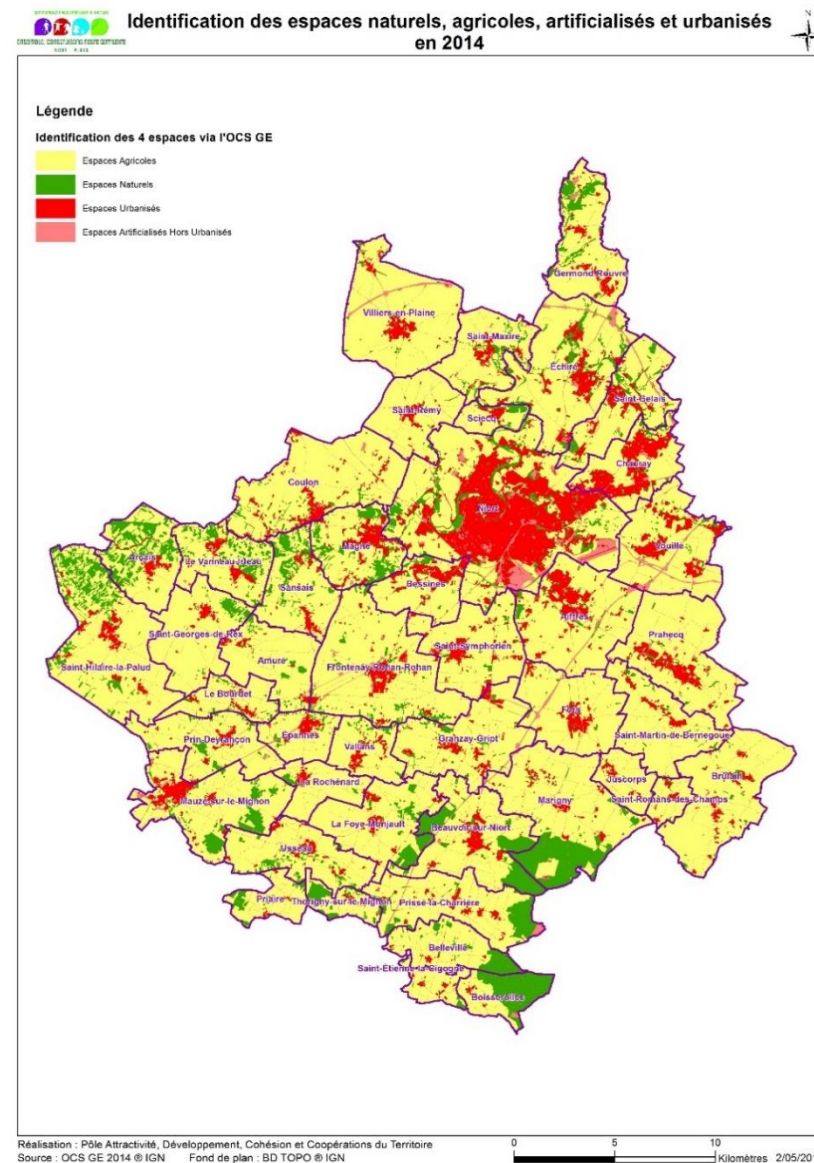 Identification des espaces naturels, agricoles, artificialisés et urbanisés
en 2014
N
Légende
Identification des 4 espaces via l'OCS GE
Espaces Agricoles
Espaces Naturels
Espaces Urbanisés
Espaces Artificialisés Hors Urbanisés
Germond-Rouvre
Villiers-en-Plaine
Saint-Maxire
Échiré
Saint-Gelais
Saint-Rémy
Sciecq
Chauray
Coulon
Niort
Magné
Vouillé
Arçais
Le Vanneau-Irleau
Sansais
Bessines
Aiffres
Saint-Georges-de-Rex
Saint-Symphorien
Prahecq
Saint-Hilaire-la-Palud
Amuré
Frontenay-Rohan-Rohan
Le Bourdet
Fors
Prin-Deyrançon
Épannes
Vallans
Granzay-Gript
Saint-Martin-de-Bernegoue
La Rochénard
Juscorps
Brûlain
Mauzé-sur-le-Mignon
Marigny
Saint-Romans-des-Champs
La Foye-Monjault
Beauvoir-sur-Niort
Usseau
Priaire
Thorigny-sur-le-Mignon
Prissé-la-Charrière
Belleville
Saint-Étienne-la-Cigogne
Boisserolles
Réalisation : Pôle Attractivité, Développement, Cohésion et Coopérations du Territoire
Source : OCS GE 2014 ® IGN Fond de plan : BD TOPO ® IGN
0 5 10
Kilomètres 2/05/201